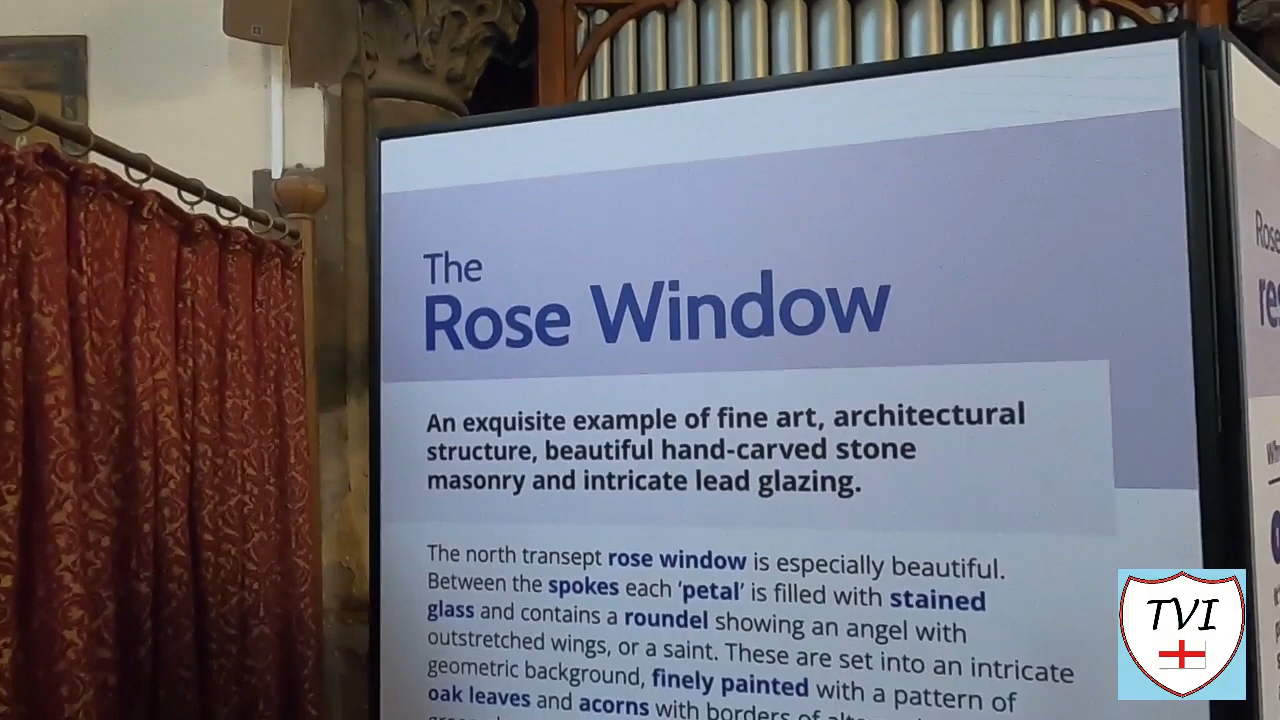 The
Rose Window
An exquisite example of fine art, architectural
structure, beautiful hand-carved stone
masonry and intricate lead glazing.
The north transept rose window is especially beautiful.
Between the spokes each ‘petal’ is filled with stained
glass and contains a roundel showing an angel with
outstretched wings, or a saint. These are set into an intricate
geometric background, finely painted with a pattern of
oak leaves and acorns with borders of
Rose
TVI